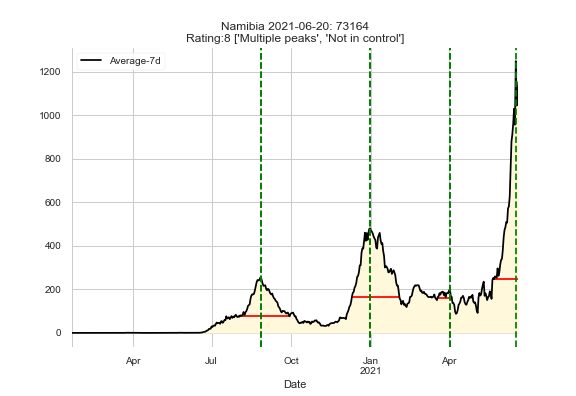 Namibia 2021-06-20: 73164
Rating:8 ['Multiple peaks', 'Not in control']
Average-7d
1200
1000
800
600
400
200
0
Apr
Jul
Oct
Jan
2021
Apr
Date